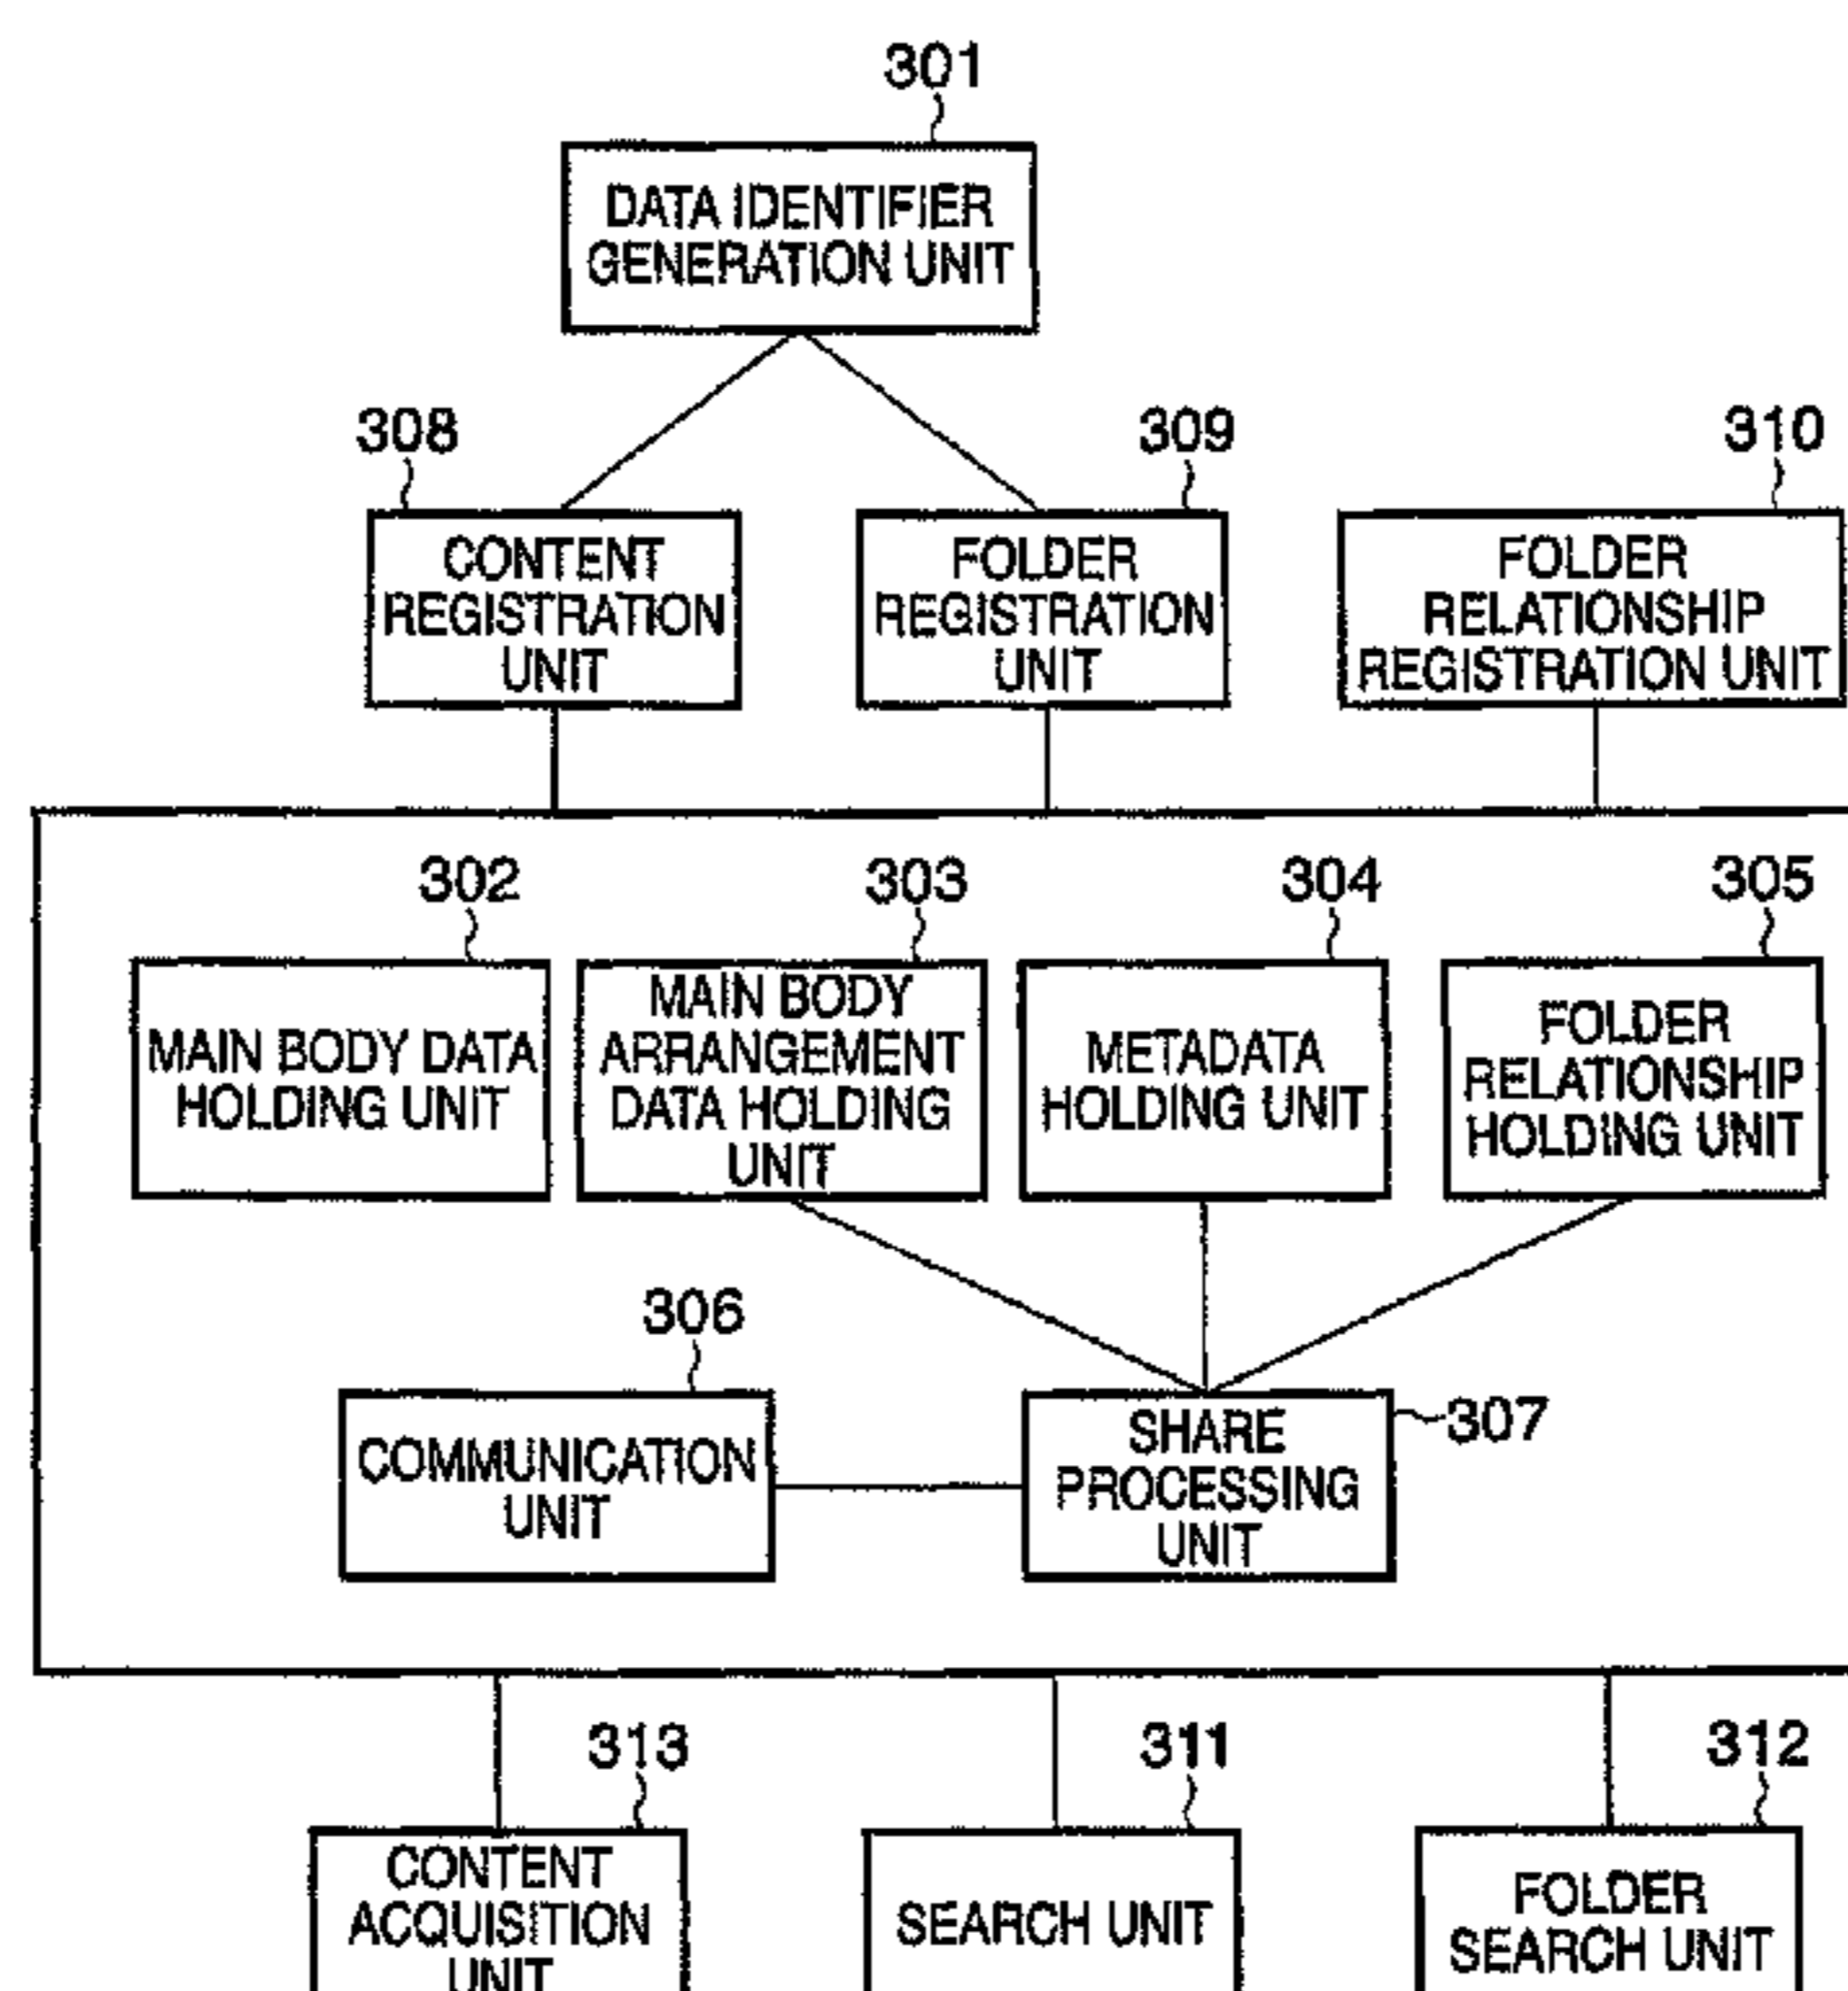 301
DATA IDENTIFIER
GENERATION UNIT
308
309
310
CONTENT
REGISTRATION
UNIT
FOLDER
REGISTRATION
UNIT
FOLDER
RELATIONSHIP
REGISTRATION UNIT
302
303
304
305
MAIN BODY DATA
HOLDING UNIT
MAIN BODY
ARRANGEMENT
DATA HOLDING
UNIT
METADATA
HOLDING UNIT
FOLDER
RELATIONSHIP
HOLDING UNIT
306
307
COMMUNICATION
UNIT
SHARE
PROCESSING
UNIT
313
311
312
CONTENT
ACQUISITION
UNIT
SEARCH UNIT
FOLDER
SEARCH UNIT